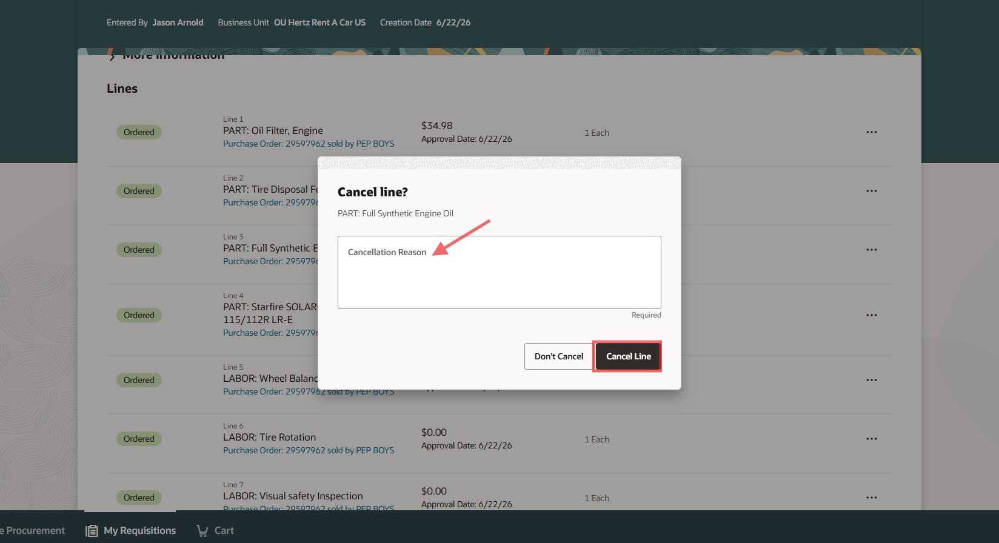 Entered By Jason Arnold Business Unit OU Hertz Rent A Car US Creation Date 6/22/26
More Information
Lines
Ordered
Line 1
PART: Oil Filter, Engine
Purchase Order: 29597962 sold by PEP BOYS
$34.98
Approval Date: 6/22/26
1 Each
Ordered
Line 2
PART: Tire Disposal
Purchase Order:
Ordered
Line 3
PART: Full Synthetic
Purchase Order:
Ordered
Line 4
PART: Starfire
115/112R LR-E
Purchase Order:
Cancel line?
PART: Full Synthetic Engine Oil
Cancellation Reason
Required
Don't Cancel
Cancel Line
Ordered
Line 5
LABOR: Wheel
Purchase Order: 29597962 sold by PEP BOYS
Ordered
Line 6
LABOR: Tire Rotation
Purchase Order: 29597962 sold by PEP BOYS
$0.00
Approval Date: 6/22/26
1 Each
Ordered
Line 7
LABOR: Visual safety Inspection
Purchase Order: 29597962 sold by PEP BOYS
$0.00
Approval Date: 6/22/26
1 Each
Procurement
My Requisitions
Cart